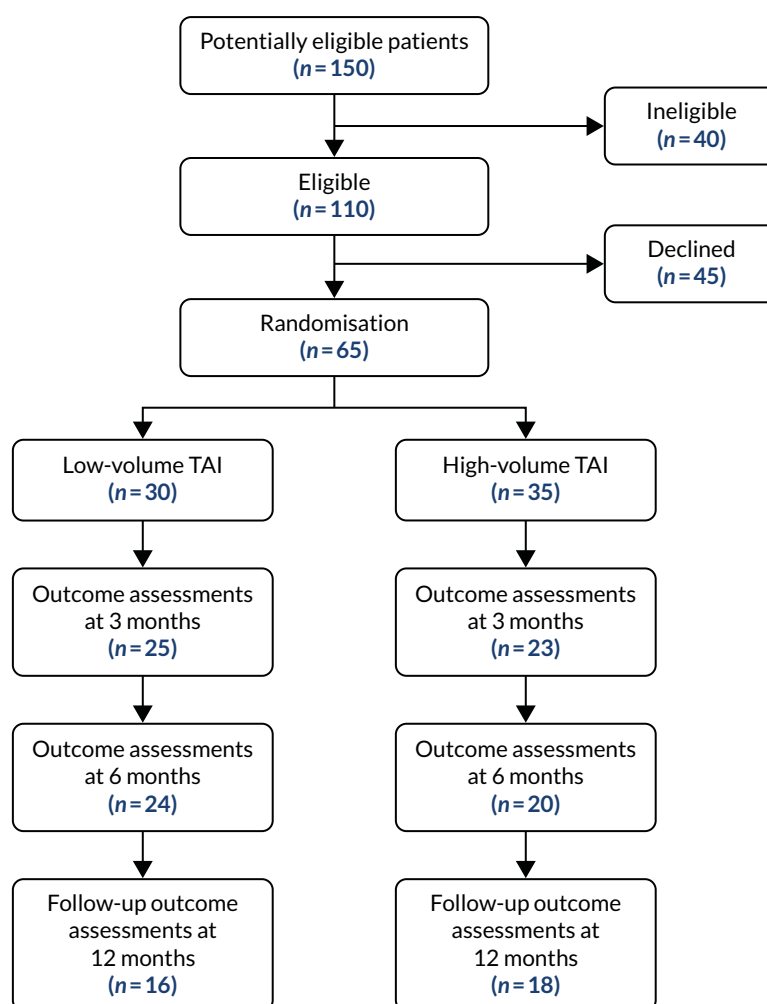 Potentially eligible patients
(n=150)
Ineligible
(n=40)
Eligible
(n=110)
Declined
(n=45)
Randomisation
(n=65)
Low-volume TAI
(n=30)
High-volume TAI
(n=35)
Outcome assessments
at 3 months
(n=25)
Outcome assessments
at 3 months
(n=23)
Outcome assessments
at 6 months
(n=24)
Outcome assessments
at 6 months
(n=20)
Follow-up outcome
assessments at
12 months
(n=16)
Follow-up outcome
assessments at
12 months
(n=18)